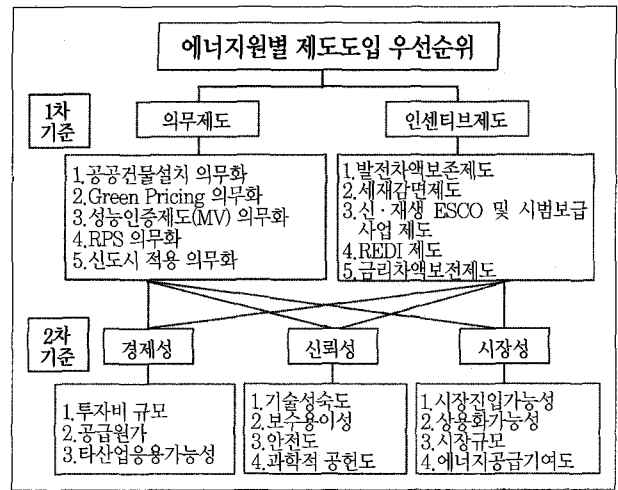 에너지원별 제도도입 우선순위
1차
기준
의무제도
인센티브제도
1.공공건물설치 의무화
2.Green Pricing 의무화
3.성능인증제도(MV) 의무화
4.RPS 의무화
5.신도시 적용 의무화
1.발전차액보존제도
2.세재감면제도
3.신·재생 ESCO 및 시범보급
사업 제도
4.REDI 제도
5.금리차액보전제도
2차
기준
경제성
신뢰성
시장성
1.투자비 규모
2.공급원가
3.타산업응용가능성
1.기술성숙도
2.보수용이성
3.안전도
4.과학적 공헌도
1.시장진입가능성
2.상용화가능성
3.시장규모
4.에너지공급기여도